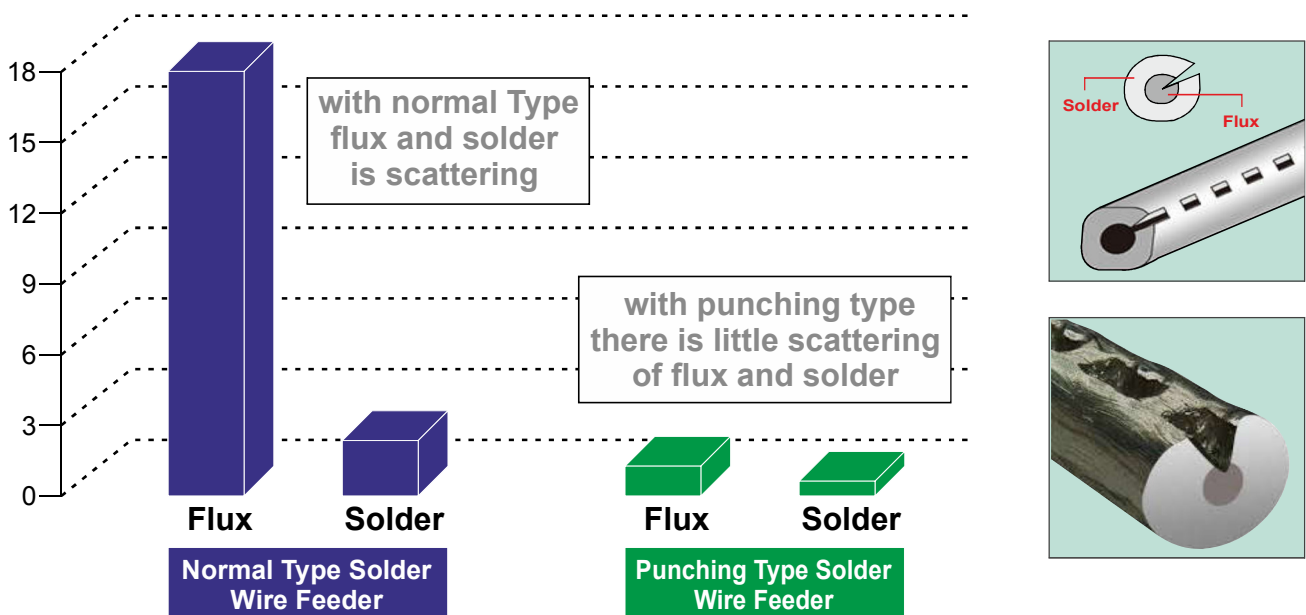 18
15
12
9
6
3
0
with normal Type
flux and solder
is scattering
with punching type
there is little scattering
of flux and solder
Flux
Solder
Flux
Solder
Normal Type Solder
Wire Feeder
Punching Type Solder
Wire Feeder
Solder
Flux